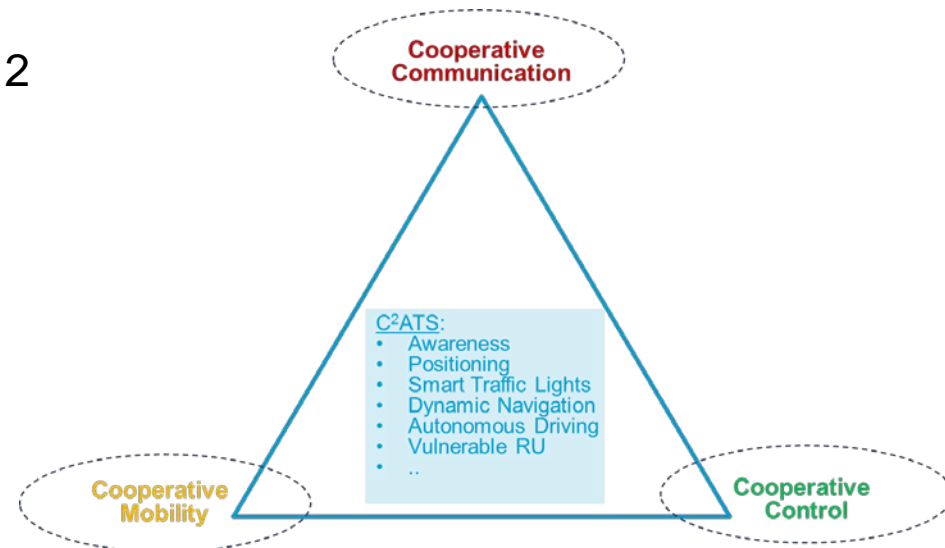 2
Cooperative
Communication
C²ATS:
• Awareness
• Positioning
• Smart Traffic Lights
• Dynamic Navigation
• Autonomous Driving
• Vulnerable RU
• ..
Cooperative
Mobility
Cooperative
Control